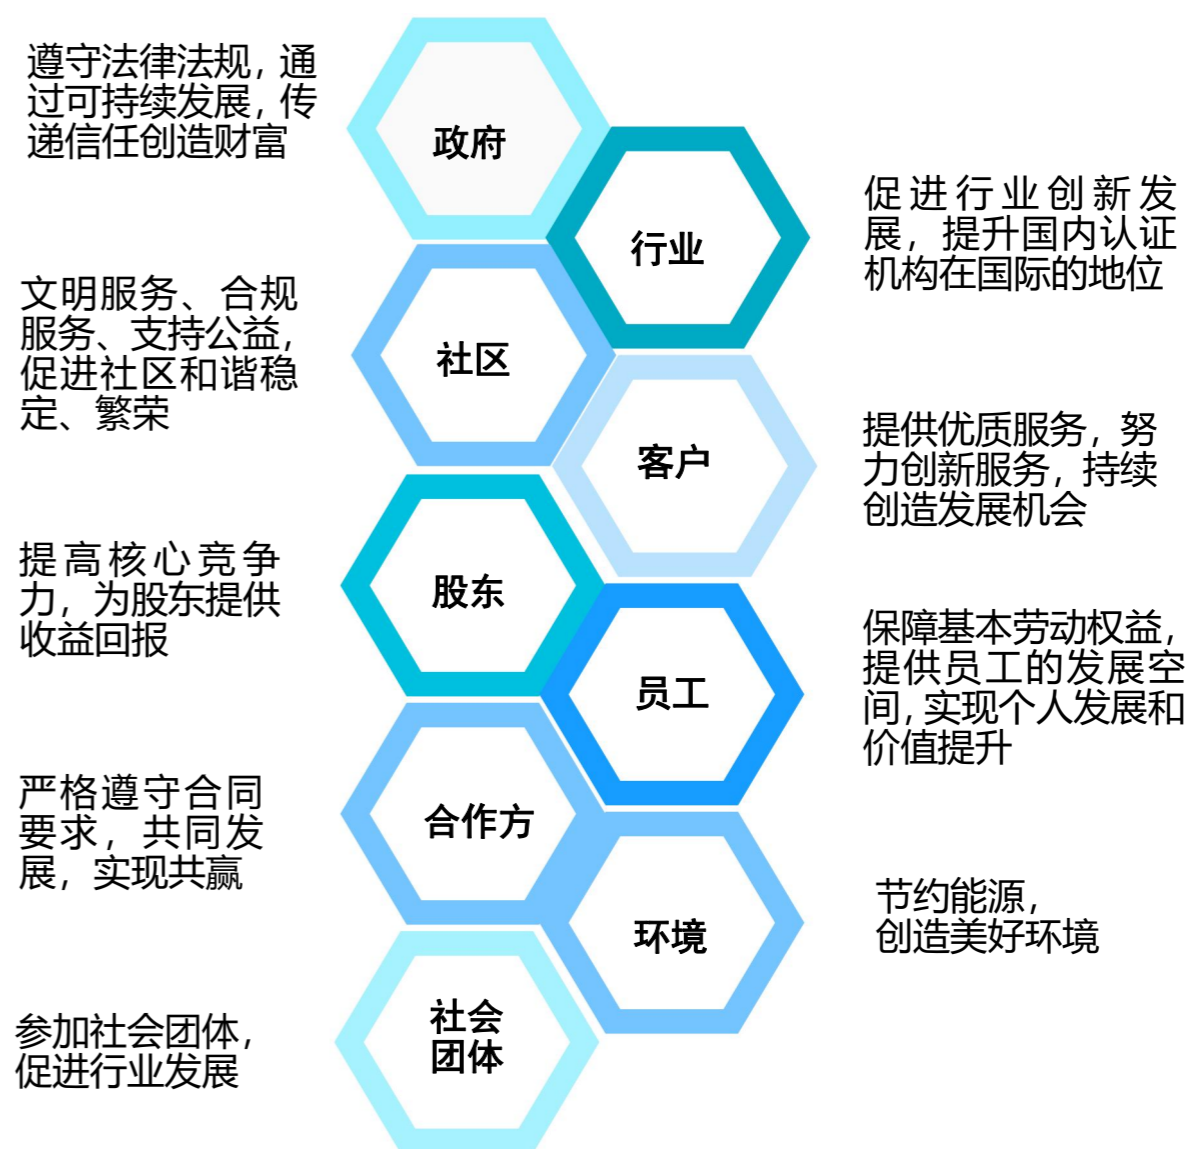 遵守法律法规，通
过可持续发展，传
递信任创造财富
政府
行业
促进行业创新发
展，提升国内认证
机构在国际的地位
文明服务、合规
服务、支持公益，
促进社区和谐稳
定、繁荣
社区
客户
提供优质服务，努
力创新服务，持续
创造发展机会
提高核心竞争
力，为股东提供
收益回报
股东
员工
保障基本劳动权益，
提供员工的发展空
间，实现个人发展和
价值提升
严格遵守合同
要求，共同发
展，实现共赢
合作方
环境
节约能源，
创造美好环境
参加社会团体，
促进行业发展
社会
团体